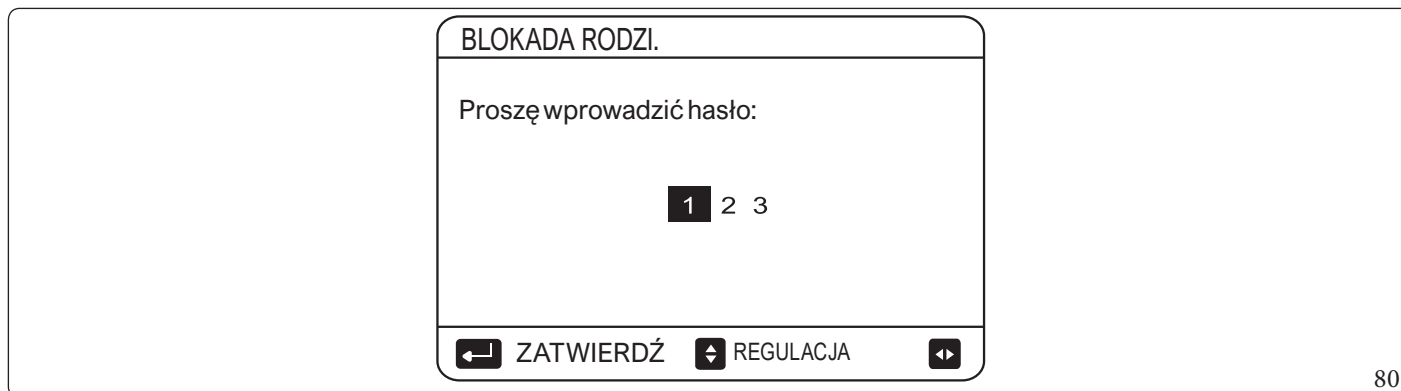 BLOKADA RODZI.
Proszę wprowadzić hasło:
1 2 3
ZATWIERDŹ REGULACJA
80